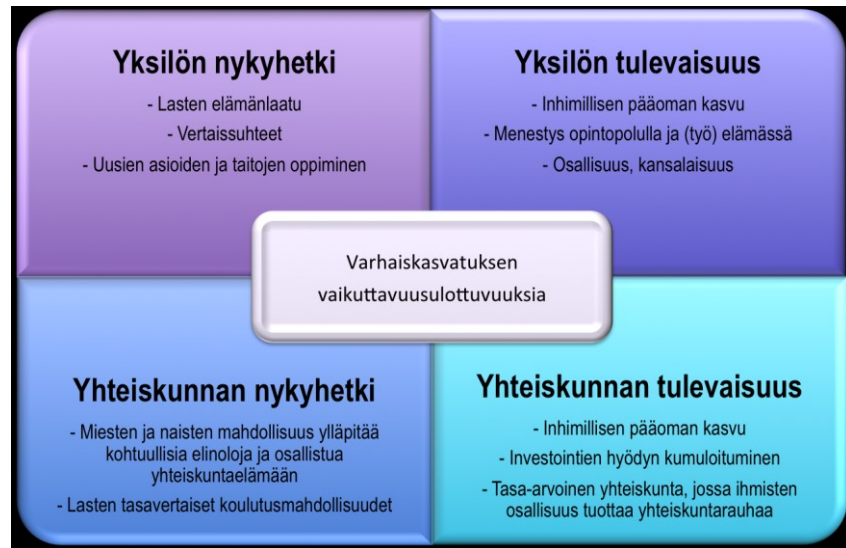 Yksilön nykyhetki
- Lasten elämänlaatu
- Vertaissuhteet
- Uusien asioiden ja taitojen oppiminen
Yksilön tulevaisuus
- Inhimillisen pääoman kasvu
- Menestys opintopolulla ja (työ) elämässä
- Osallisuus, kansalaisuus
Varhaiskasvatuksen
vaikuttavuusulottuvuuksia
Yhteiskunnan nykyhetki
- Miesten ja naisten mahdollisuus ylläpitää
kohtuullisia elinoloja ja osallistua
yhteiskuntaelämään
- Lasten tasavertaiset koulutusmahdollisuudet
Yhteiskunnan tulevaisuus
- Inhimillisen pääoman kasvu
- Investointien hyödyn kumuloituminen
- Tasa-arvoinen yhteiskunta, jossa ihmisten
osallisuus tuottaa yhteiskuntarauhaa